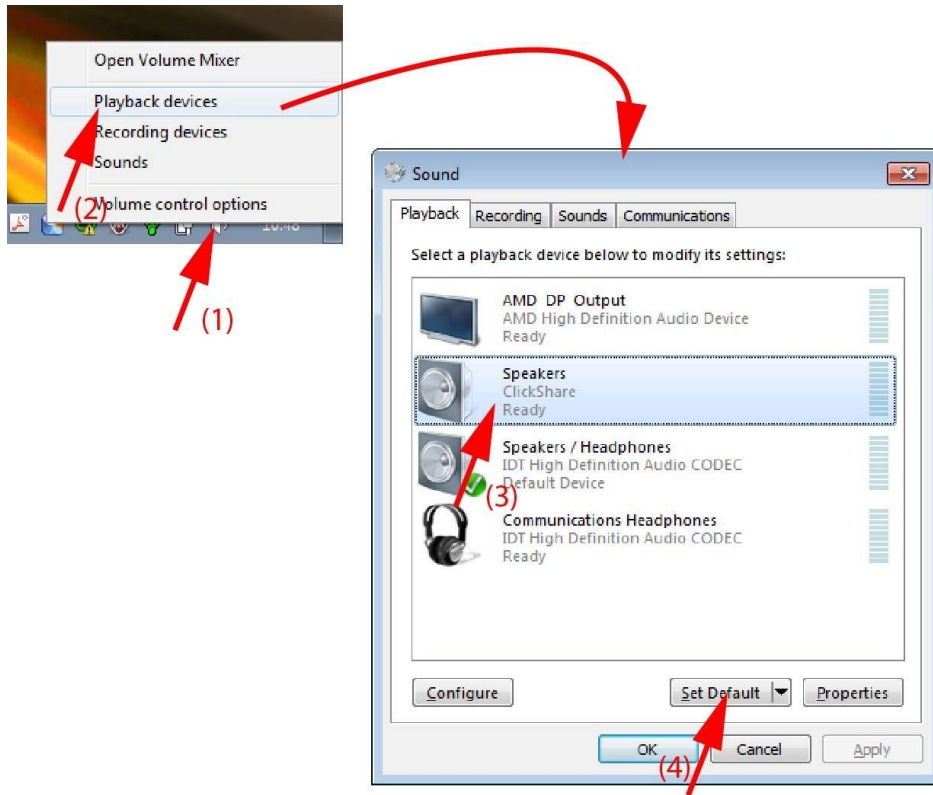 Open Volume Mixer
Playback devices
Recording devices
Sounds
(2)
Volume control options
10:48
(1)
Sound
Playback Recording Sounds Communications
Select a playback device below to modify its settings:
AMD DP Output
AMD High Definition Audio Device
Ready
Speakers
ClickShare
Ready
Speakers / Headphones
IDT High Definition Audio CODEC
Default Device
(3)
Communications Headphones
IDT High Definition Audio CODEC
Ready
Configure Set Default Properties
OK Cancel Apply
(4)